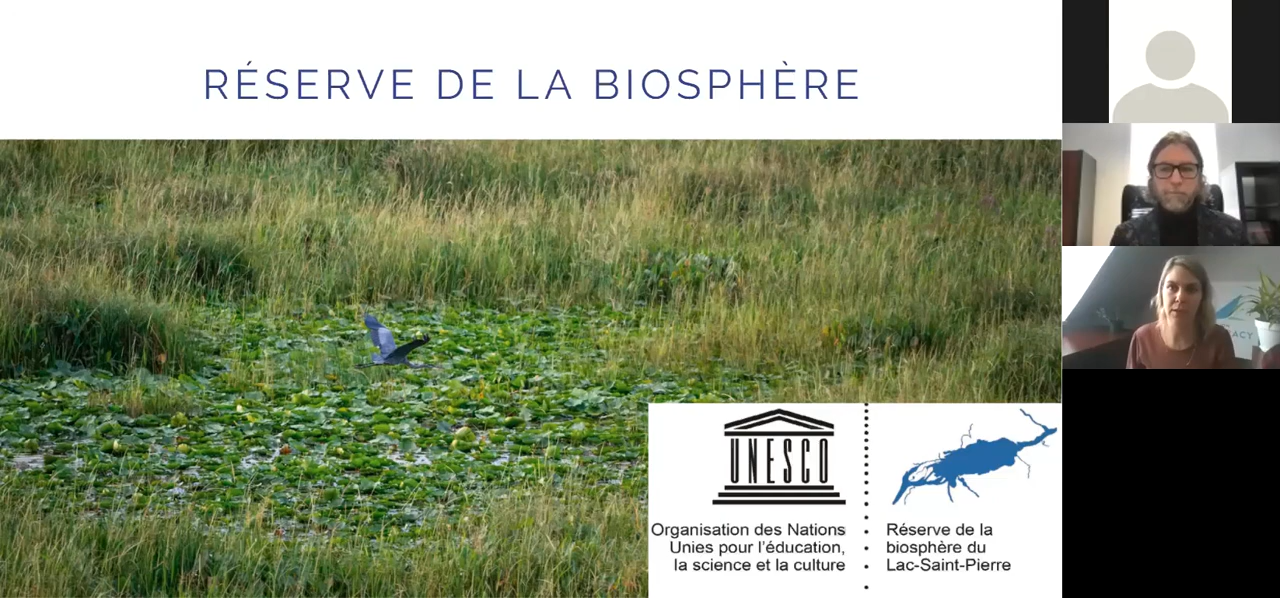 RÉSERVE DE LA BIOSPHÈRE
UNESCO
Organisation des Nations
Unies pour l'éducation,
la science et la culture
Réserve de la
biosphère du
Lac-Saint-Pierre